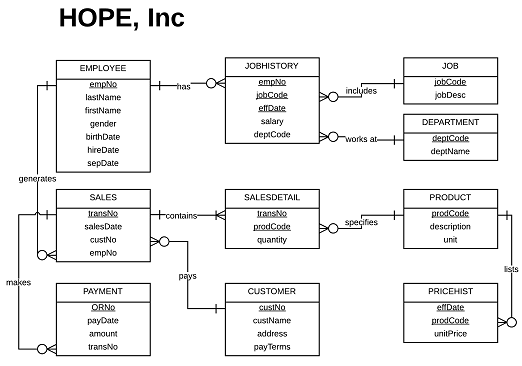 HOPE, Inc
EMPLOYEE
empNo
lastName
firstName
gender
birthDate
hireDate
sepDate
has
JOBHISTORY
empNo
jobCode
effDate
salary
deptCode
includes
works at
JOB
jobCode
jobDesc
DEPARTMENT
deptCode
deptName
generates
SALES
transNo
salesDate
custNo
empNo
contains
SALESDETAIL
transNo
prodCode
quantity
specifies
PRODUCT
prodCode
description
unit
makes
pays
lists
PAYMENT
ORNo
payDate
amount
transNo
CUSTOMER
custNo
custName
address
payTerms
PRICEHIST
effDate
prodCode
unitPrice